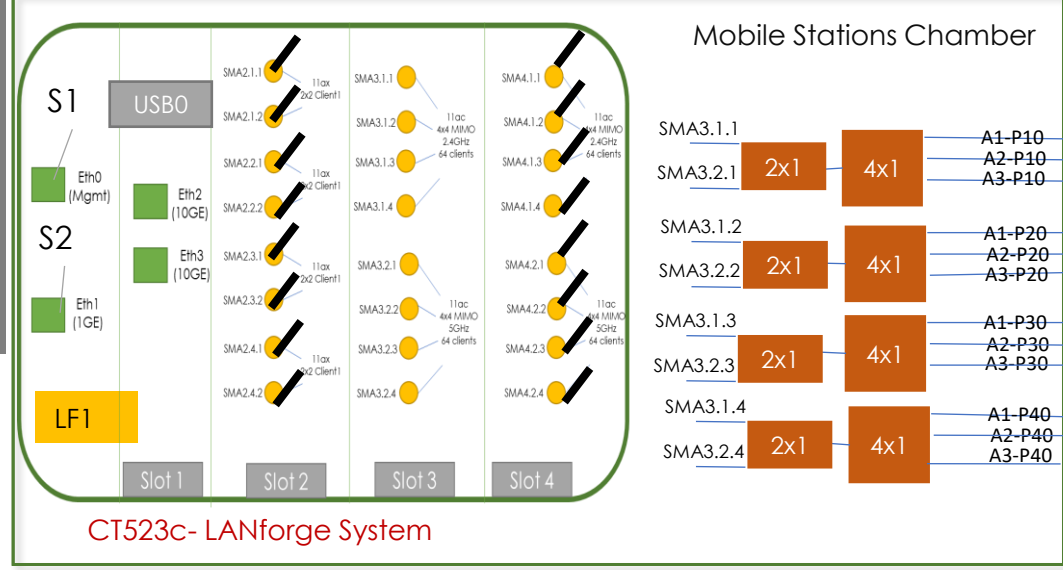 Mobile Stations Chamber
S1
Eth0
(Mgmt)
S2
Eth1
(1GE)
LF1
USB0
Eth2
(10GE)
Eth3
(10GE)
Slot 1
SMA2.1.1
SMA2.1.2
11ax
2x2 Client1
SMA2.2.1
SMA2.2.2
11ax
2x2 Client1
SMA2.3.1
SMA2.3.2
11ax
2x2 Client1
SMA2.4.1
SMA2.4.2
11ax
2x2 Client1
Slot 2
SMA3.1.1
SMA3.1.2
SMA3.1.3
SMA3.1.4
11ac
4x4 MIMO
2.4GHz
64 clients
SMA3.2.1
SMA3.2.2
SMA3.2.3
SMA3.2.4
11ac
4x4 MIMO
5GHz
64 clients
Slot 3
SMA4.1.1
SMA4.1.2
SMA4.1.3
SMA4.1.4
11ac
4x4 MIMO
2.4GHz
64 clients
SMA4.2.1
SMA4.2.2
SMA4.2.3
SMA4.2.4
11ac
4x4 MIMO
5GHz
64 clients
Slot 4
CT523c- LANforge System
SMA3.1.1
SMA3.2.1
2x1
4x1
A1-P10
A2-P10
A3-P10
SMA3.1.2
SMA3.2.2
2x1
4x1
A1-P20
A2-P20
A3-P20
SMA3.1.3
SMA3.2.3
2x1
4x1
A1-P30
A2-P30
A3-P30
SMA3.1.4
SMA3.2.4
2x1
4x1
A1-P40
A2-P40
A3-P40